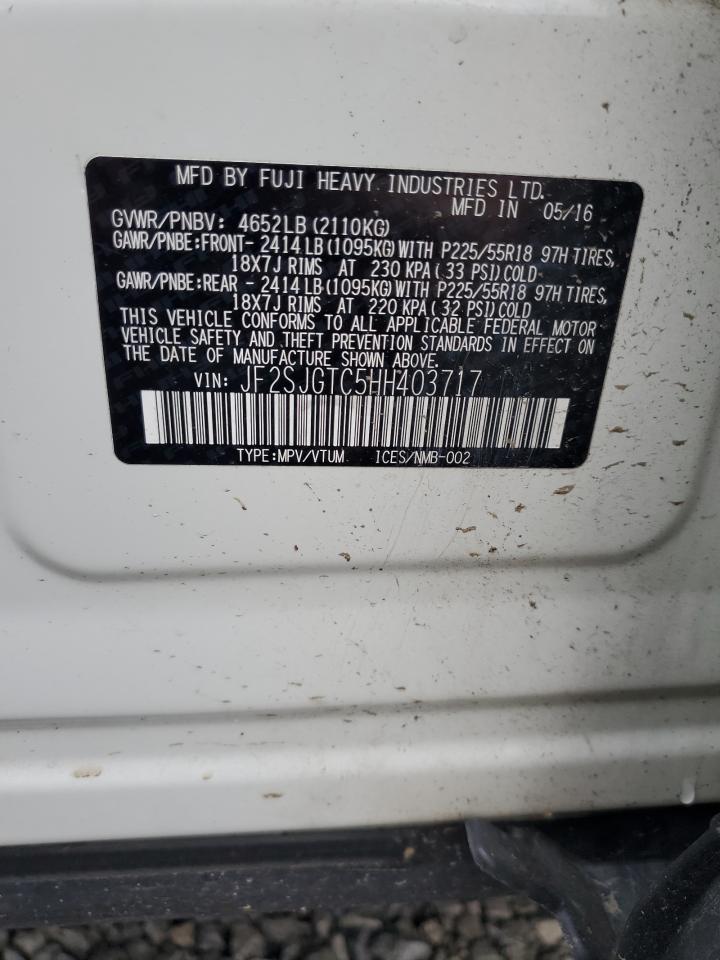 MFD BY FUJI HEAVY INDUSTRIES LTD.
MFD IN 05/16
GVWR/PNBV: 4652LB (2110KG)
GAWR/PNBE:FRONT- 2414 LB (1095KG) WITH P225/55R18 97H TIRES,
18X7J RIMS AT 230 KPA ( 33 PSI) COLD
GAWR/PNBE:REAR - 2414 LB (1095KG) WITH P225/55R18 97H TIRES,
18X7J RIMS AT 220 KPA ( 32 PSI) COLD
THIS VEHICLE CONFORMS TO ALL APPLICABLE FEDERAL MOTOR
VEHICLE SAFETY AND THEFT PREVENTION STANDARDS IN EFFECT ON
THE DATE OF MANUFACTURE SHOWN ABOVE.
VIN: JF2SJGTC5HH403717
TYPE:MPV/VTUM ICES/NMB-002